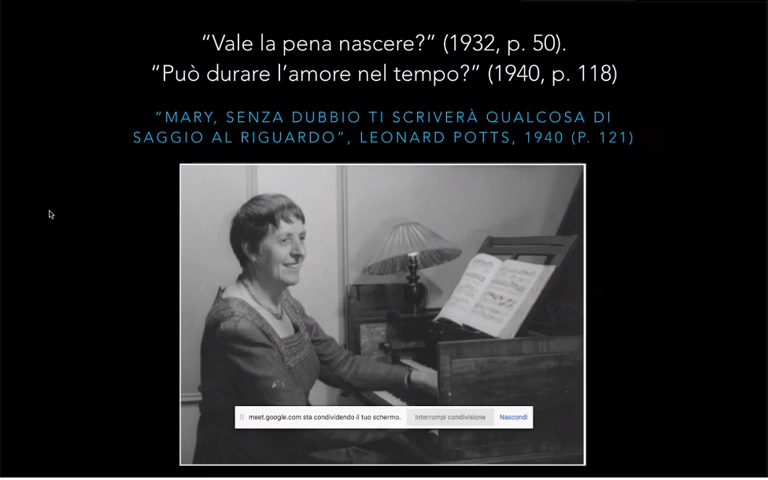 “Vale la pena nascere?” (1932, p. 50).
“Può durare l’amore nel tempo?” (1940, p. 118)
“MARY, SENZA DUBBIO TI SCRIVERÀ QUALCOSA DI
SAGGIO AL RIGUARDO”, LEONARD POTTS, 1940 (P. 121)
meet.google.com sta condividendo il tuo schermo. Interrompi condivisione Nascondi